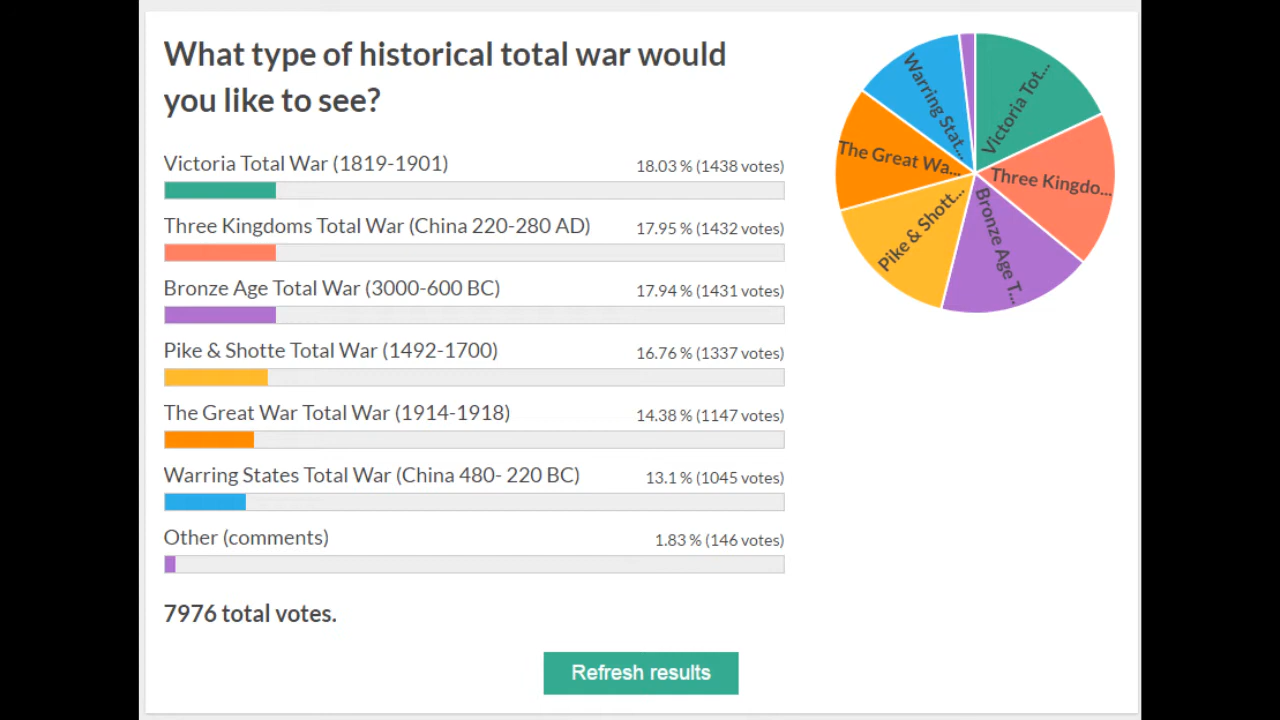 What type of historical total war would
you like to see?
Victoria Total War (1819-1901) 18.03 % (1438 votes)
Three Kingdoms Total War (China 220-280 AD) 17.95 % (1432 votes)
Bronze Age Total War (3000-600 BC) 17.94 % (1431 votes)
Pike & Shotte Total War (1492-1700) 16.76 % (1337 votes)
The Great War Total War (1914-1918) 14.38 % (1147 votes)
Warring States Total War (China 480- 220 BC) 13.1 % (1045 votes)
Other (comments) 1.83 % (146 votes)
7976 total votes.
Refresh results
Victoria Tot...
Three Kingdo...
Bronze Age T...
Pike & Shott...
The Great Wa...
Warring Stat...